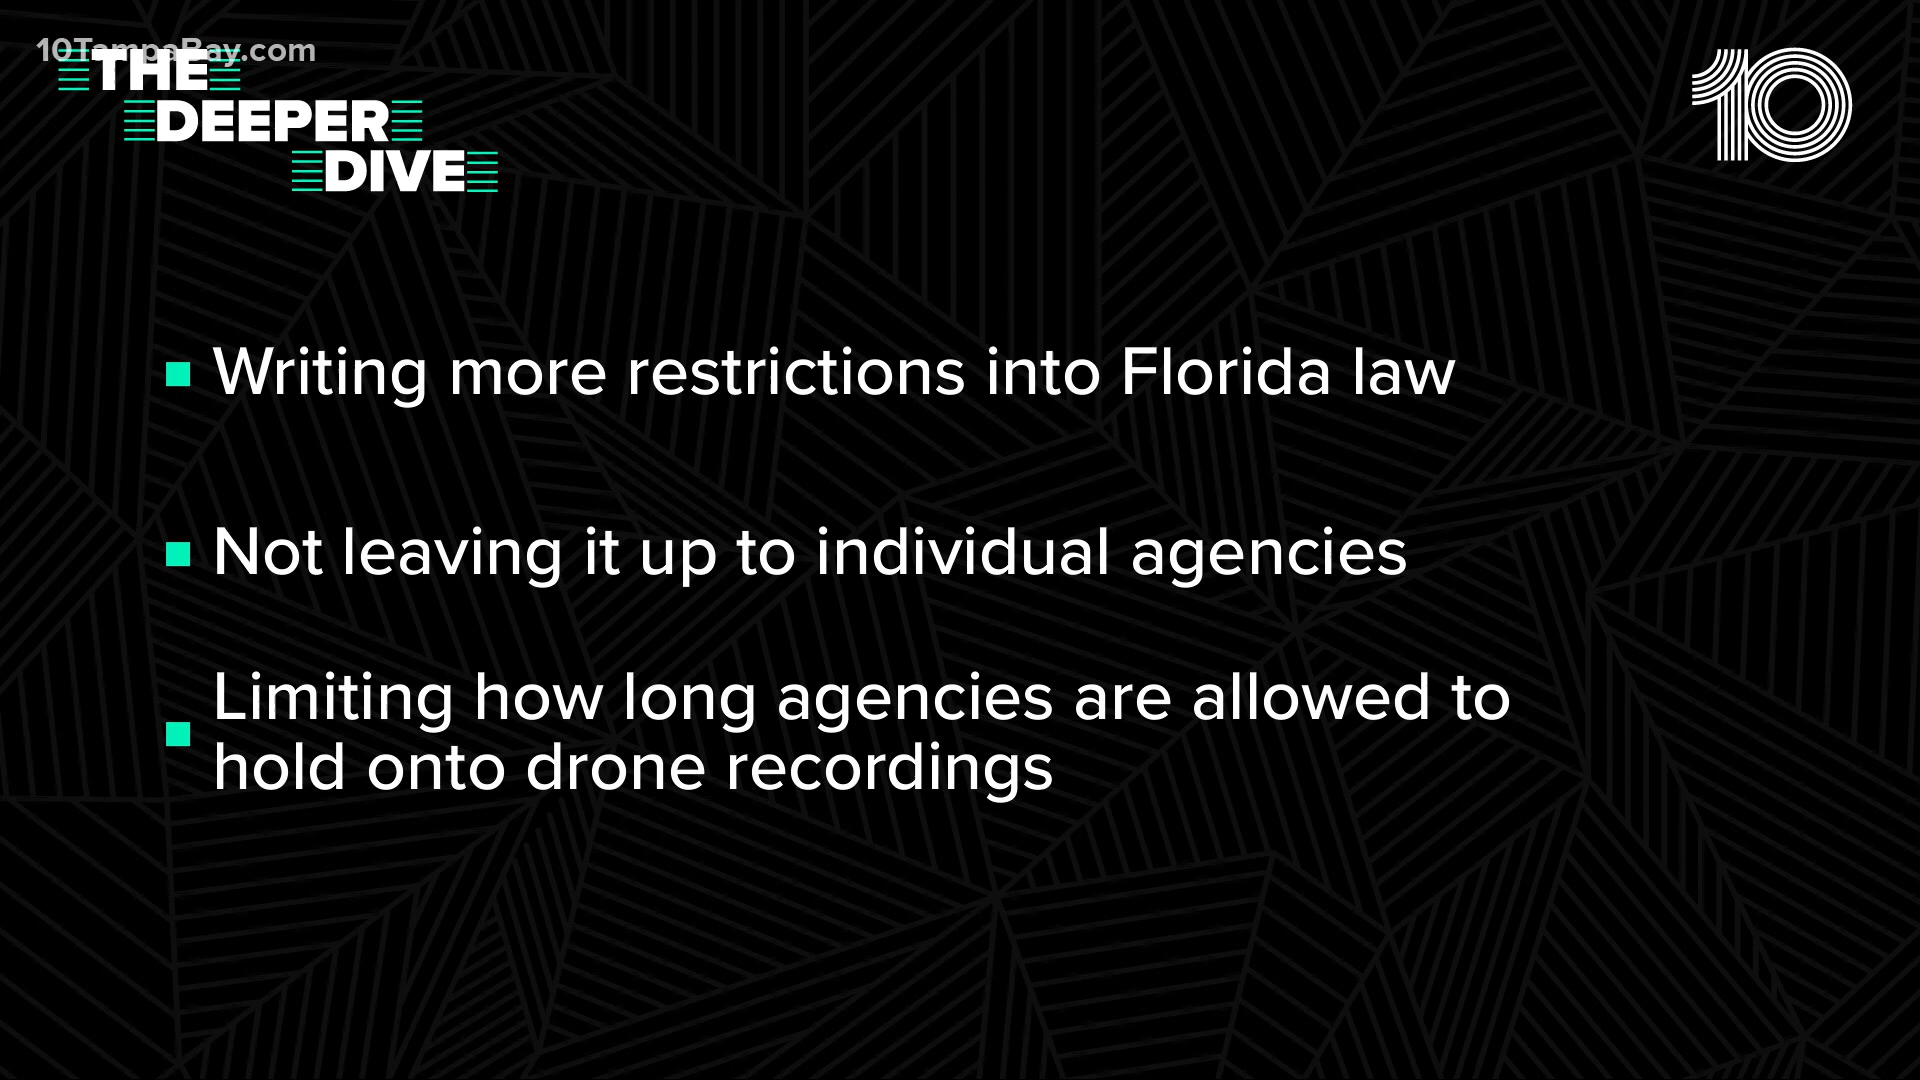 10TampaBay.com
THE
DEEPER
DIVE
10
Writing more restrictions into Florida law
Not leaving it up to individual agencies
Limiting how long agencies are allowed to
hold onto drone recordings